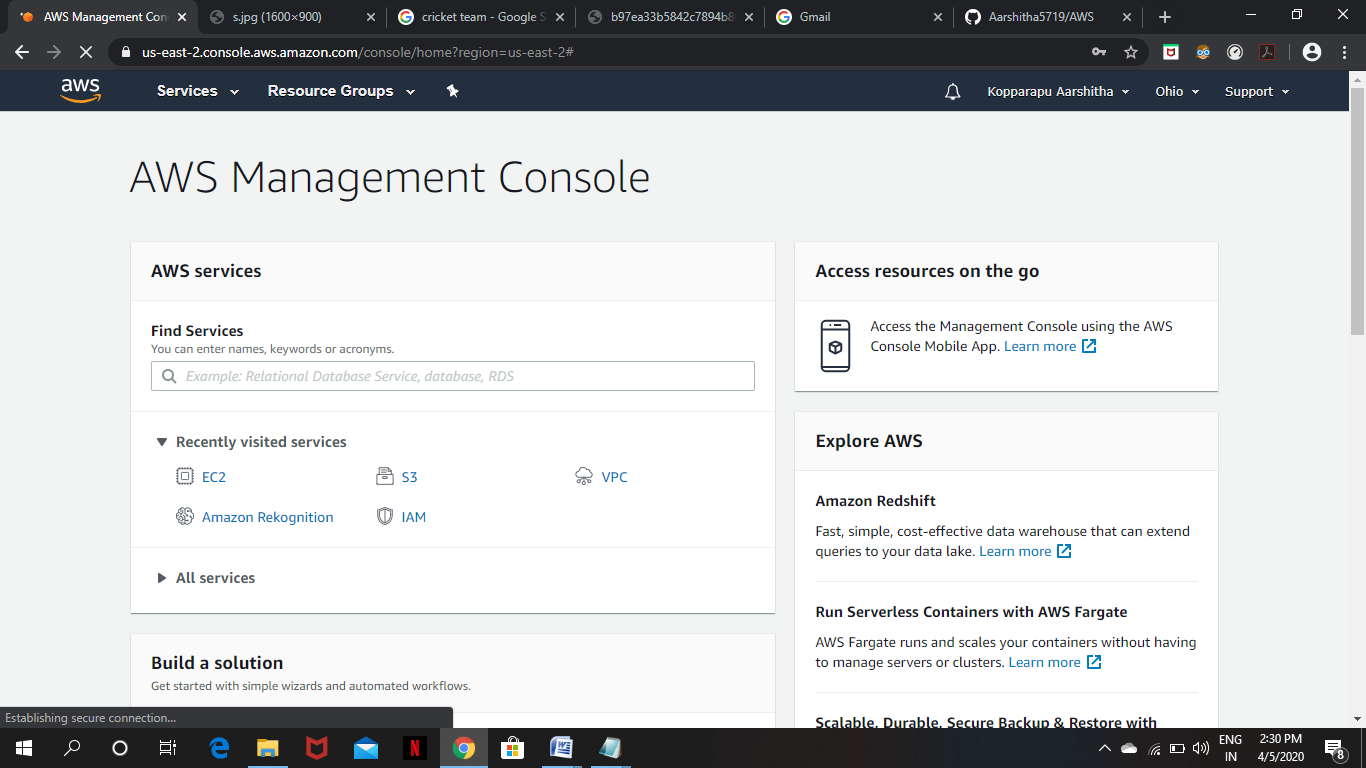 AWS Management Con
s.jpg (1600×900)
cricket team - Google S
b97ea33b5842c7894b8
Gmail
Aarshitha5719/AWS
us-east-2.console.aws.amazon.com/console/home?region=us-east-2#
aws
Services
Resource Groups
Kopparapu Aarshitha
Ohio
Support
AWS Management Console
AWS services
Find Services
You can enter names, keywords or acronyms.
Example: Relational Database Service, database, RDS
Recently visited services
EC2
S3
VPC
Amazon Rekognition
IAM
All services
Build a solution
Get started with simple wizards and automated workflows.
Access resources on the go
Access the Management Console using the AWS
Console Mobile App. Learn more
Explore AWS
Amazon Redshift
Fast, simple, cost-effective data warehouse that can extend
queries to your data lake. Learn more
Run Serverless Containers with AWS Fargate
AWS Fargate runs and scales your containers without having
to manage servers or clusters. Learn more
Scalable, Durable, Secure Backup & Restore with
Establishing secure connection...
ENG
IN
2:30 PM
4/5/2020
8